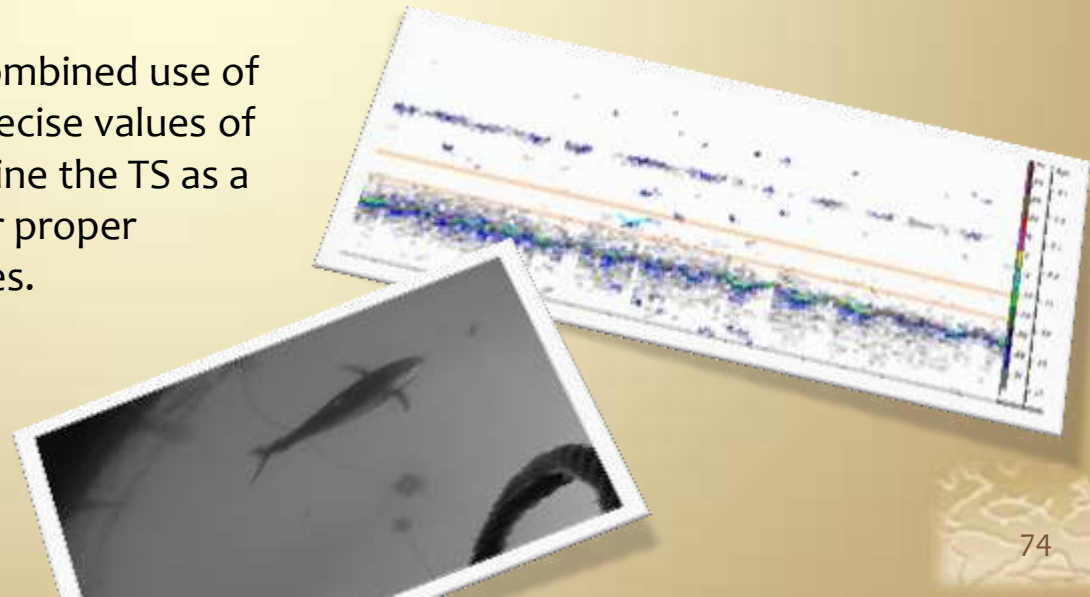 ombined use of
ecise values of
ine the TS as a
r proper
es.
74